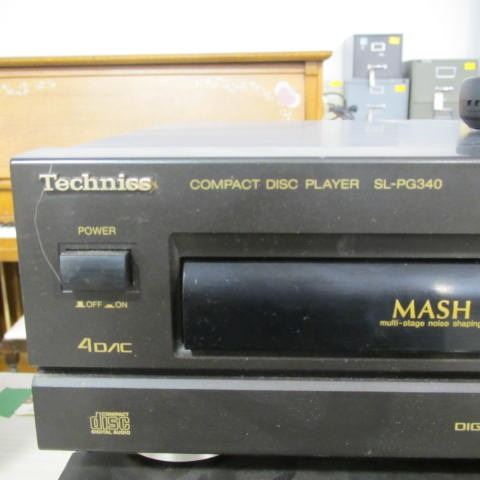 Technics COMPACT DISC PLAYER SL-PG340
POWER
OFF ON
MASH
multi-stage noise shaping
4DAC
COMPACT
disc
DIGITAL AUDIO
DIG